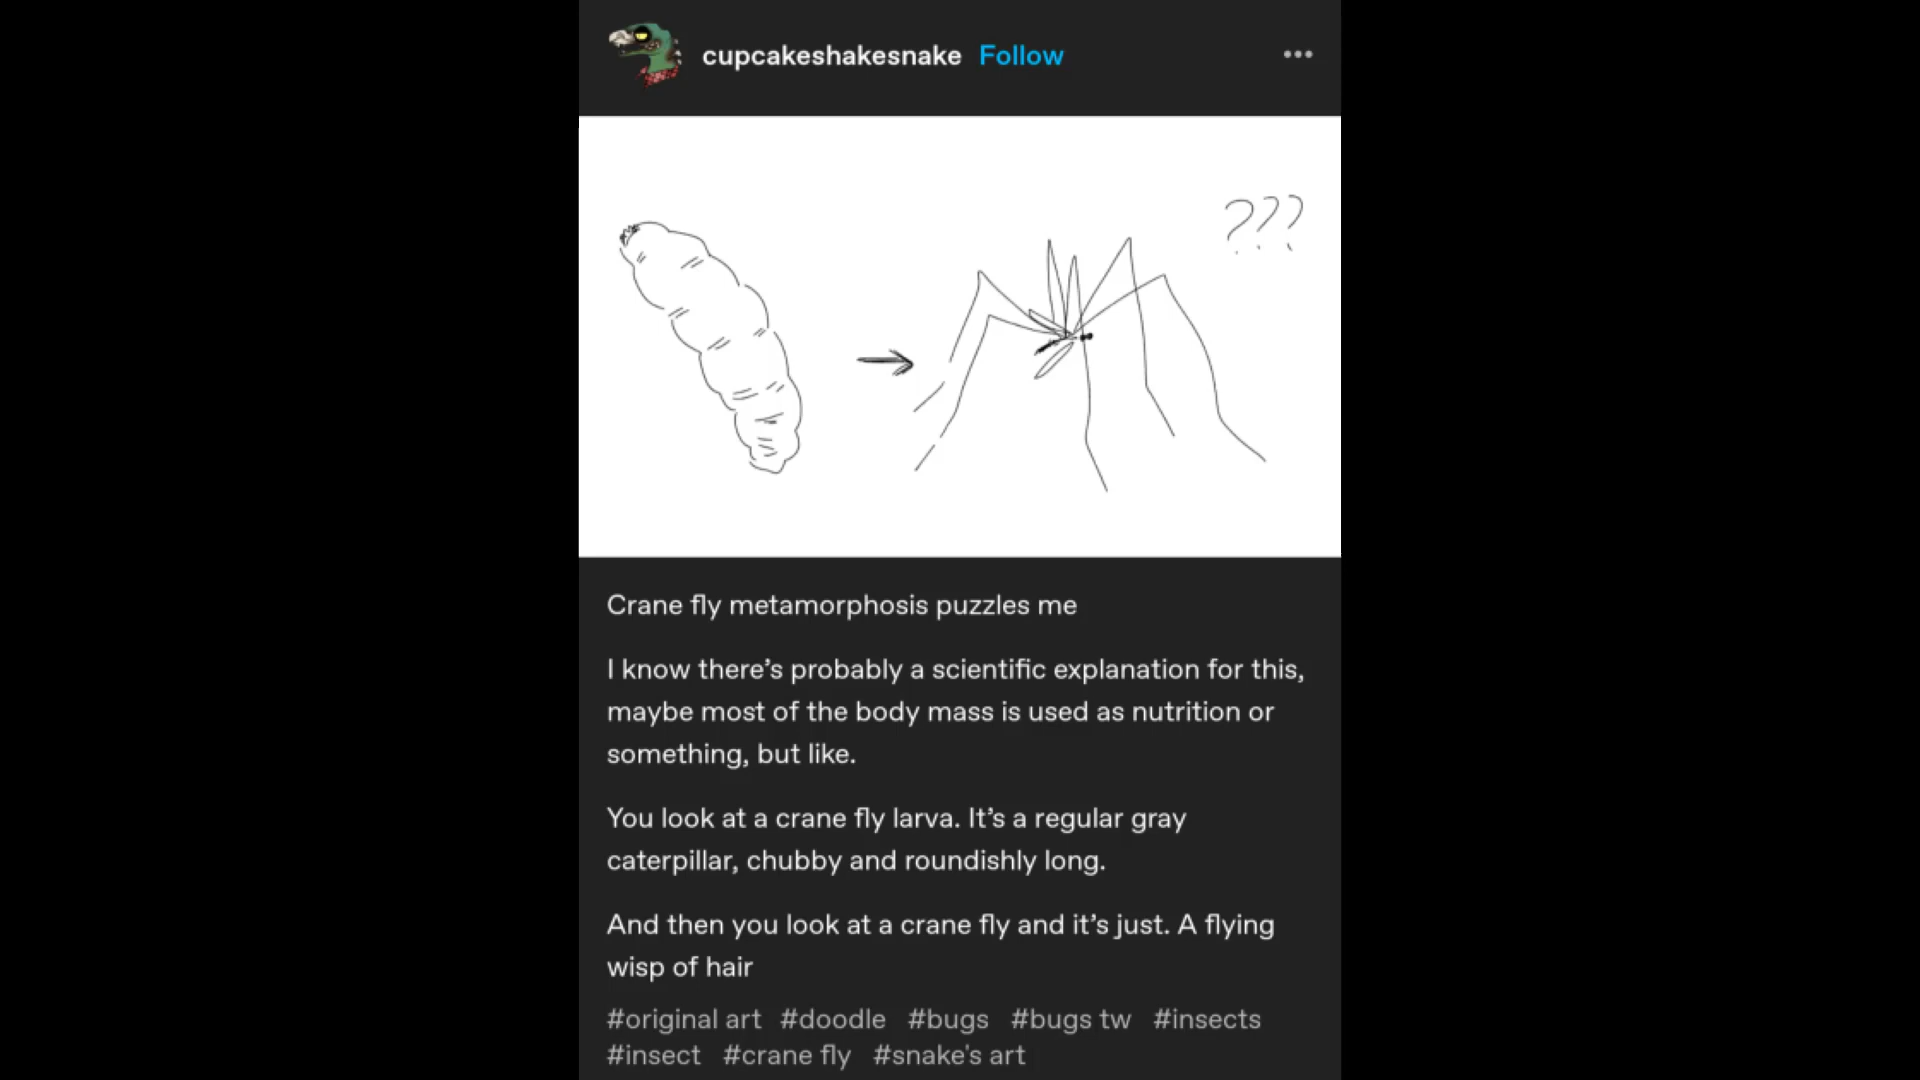 cupcakeshakesnake Follow
???
Crane fly metamorphosis puzzles me
I know there’s probably a scientific explanation for this,
maybe most of the body mass is used as nutrition or
something, but like.
You look at a crane fly larva. It’s a regular gray
caterpillar, chubby and roundishly long.
And then you look at a crane fly and it’s just. A flying
wisp of hair
#original art #doodle #bugs #bugs tw #insects
#insect #crane fly #snake's art